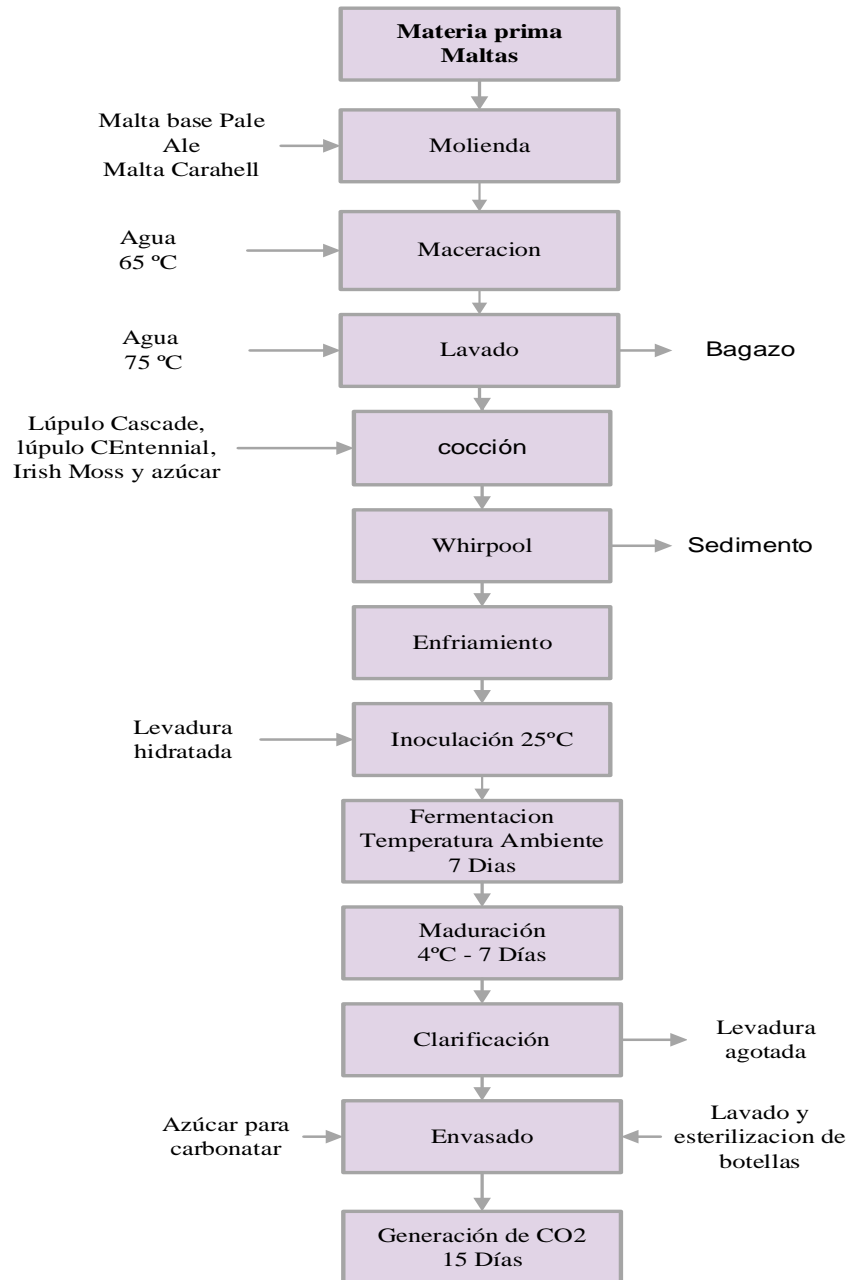 Materia prima
Maltas
Malta base Pale
Ale
Malta Carahell
Molienda
Agua
65 ºC
Maceracion
Agua
75 ºC
Lavado
Bagazo
Lúpulo Cascade,
lúpulo CEntennial,
Irish Moss y azúcar
cocción
Whirpool
Sedimento
Enfriamiento
Levadura
hidratada
Inoculación 25ºC
Fermentacion
Temperatura Ambiente
7 Dias
Maduración
4ºC - 7 Días
Clarificación
Levadura
agotada
Azúcar para
carbonatar
Envasado
Lavado y
esterilizacion de
botellas
Generación de CO2
15 Días